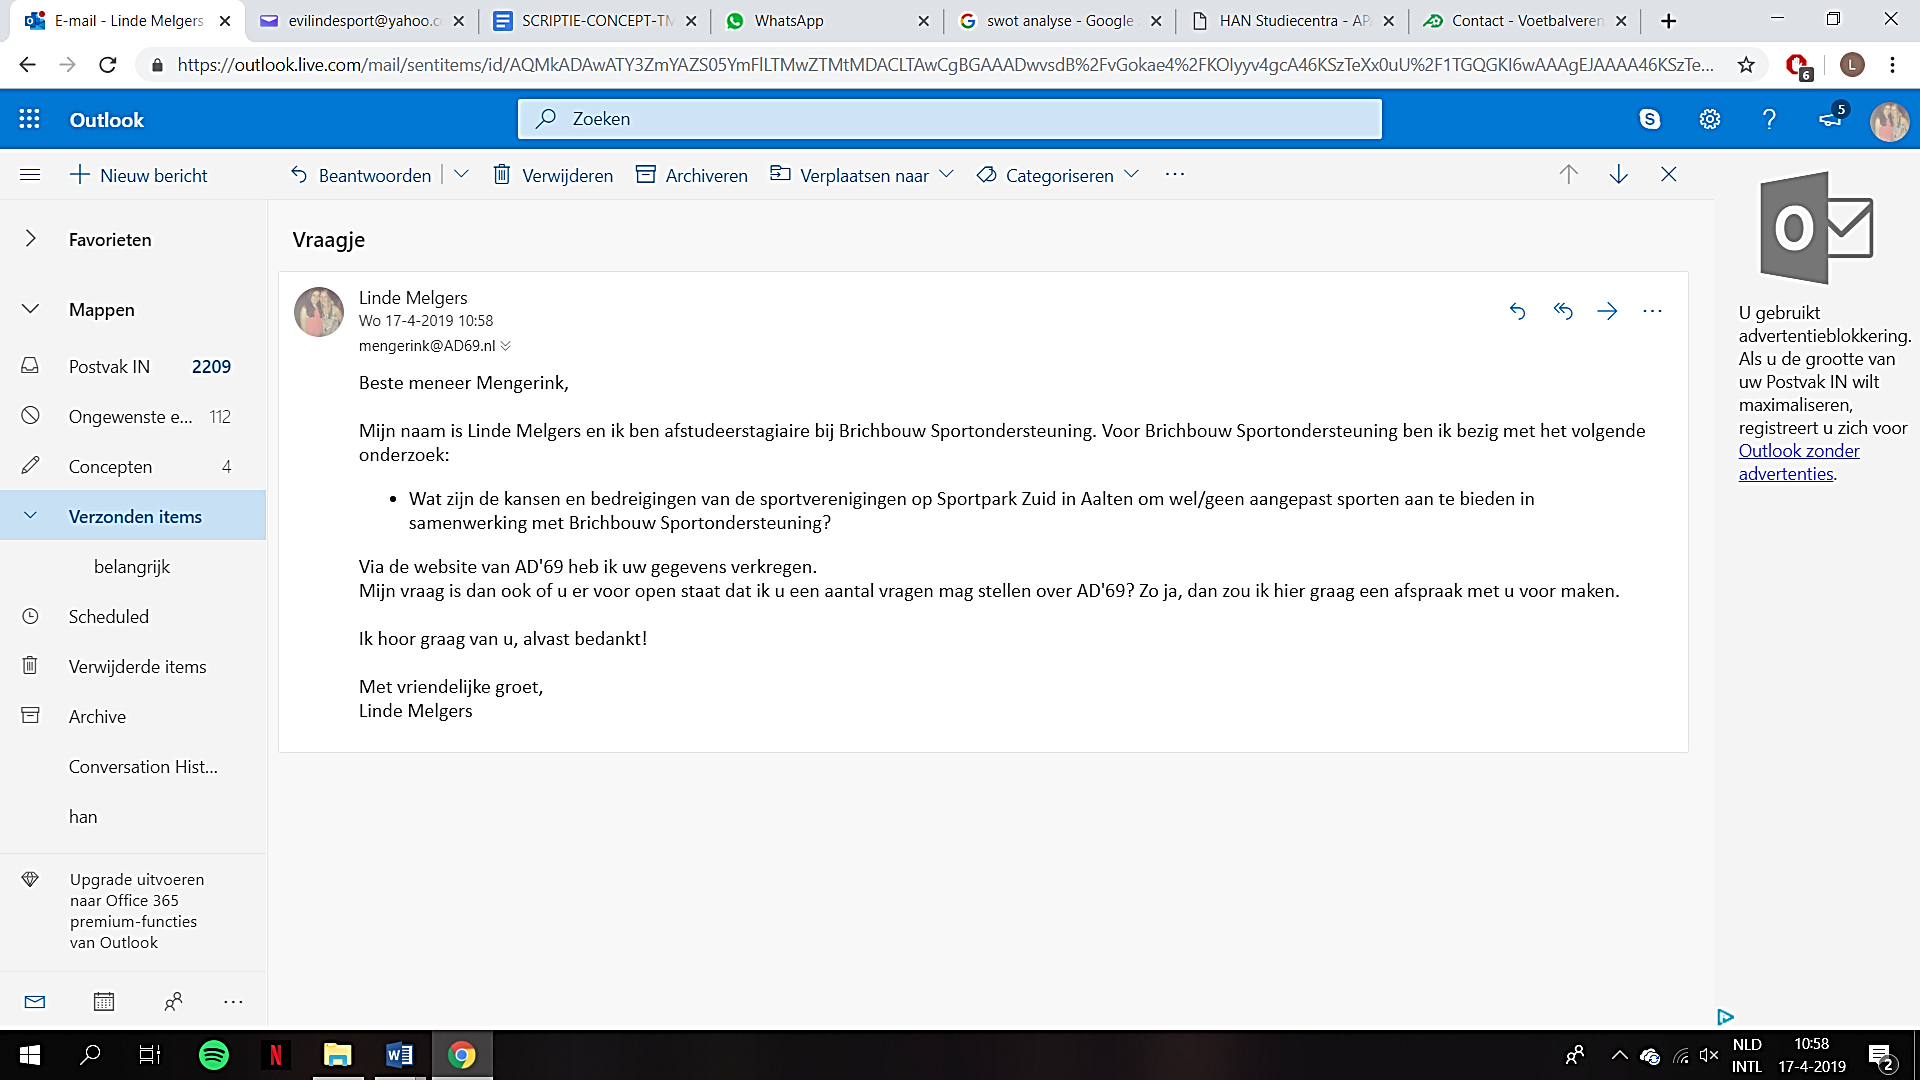 E-mail - Linde Melgers
evilindesport@yahoo.c
SCRIPTIE-CONCEPT-TM
WhatsApp
swot analyse - Google
HAN Studiecentra - AP
Contact - Voetbalveren
https://outlook.live.com/mail/sentitems/id/AQMkADAwATY3ZmYAZS05YmFlLTMwZTMtMDACLTAwCgBGAAADwvsdB%2FvGokae4%2FKOIyyv4gcA46KSzTeXx0uU%2F1TGQGKI6wAAAgEJAAAA46KSzTe...
6
L
Outlook
Zoeken
S
5
Nieuw bericht
Beantwoorden
Verwijderen
Archiveren
Verplaatsen naar
Categoriseren
Favorieten
Mappen
Postvak IN 2209
Ongewenste e... 112
Concepten 4
Verzonden items
belangrijk
Scheduled
Verwijderde items
Archive
Conversation Hist...
han
Upgrade uitvoeren
naar Office 365
premium-functies
van Outlook
Vraagje
Linde Melgers
Wo 17-4-2019 10:58
mengerink@AD69.nl
Beste meneer Mengerink,
Mijn naam is Linde Melgers en ik ben afstudeerstagiaire bij Brichbouw Sportondersteuning. Voor Brichbouw Sportondersteuning ben ik bezig met het volgende
onderzoek:
• Wat zijn de kansen en bedreigingen van de sportverenigingen op Sportpark Zuid in Aalten om wel/geen aangepast sporten aan te bieden in
samenwerking met Brichbouw Sportondersteuning?
Via de website van AD'69 heb ik uw gegevens verkregen.
Mijn vraag is dan ook of u er voor open staat dat ik u een aantal vragen mag stellen over AD'69? Zo ja, dan zou ik hier graag een afspraak met u voor maken.
Ik hoor graag van u, alvast bedankt!
Met vriendelijke groet,
Linde Melgers
O
U gebruikt
advertentieblokkering.
Als u de grootte van
uw Postvak IN wilt
maximaliseren,
registreert u zich voor
Outlook zonder
advertenties.
N
W
NLD
INTL
10:58
17-4-2019
2